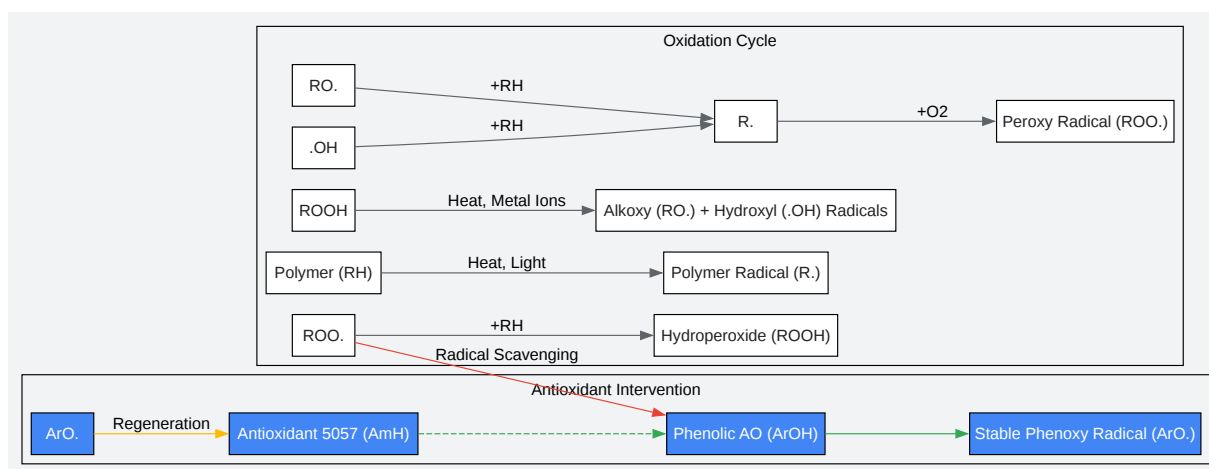 Oxidation Cycle
RO.
+RH
.OH
+RH
R.
+O2
Peroxy Radical (ROO.)
ROOH
Heat, Metal Ions
Alkoxy (RO.) + Hydroxyl (.OH) Radicals
Polymer (RH)
Heat, Light
Polymer Radical (R.)
ROO.
+RH
Hydroperoxide (ROOH)
Radical Scavenging
Antioxidant Intervention
ArO.
Regeneration
Antioxidant 5057 (AmH)
Phenolic AO (ArOH)
Stable Phenoxy Radical (ArO.)